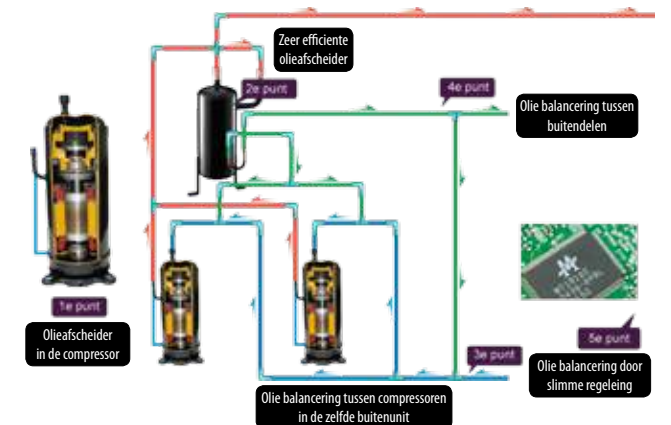 Zeer efficiente
olieafscheider
2e punt
4e punt
Olie balancering tussen
buitendelen
1e punt
Olieafscheider
in de compressor
5e punt
3e punt
Olie balancering door
slimme regeleing
Olie balancering tussen compressoren
in de zelfde buitenunit